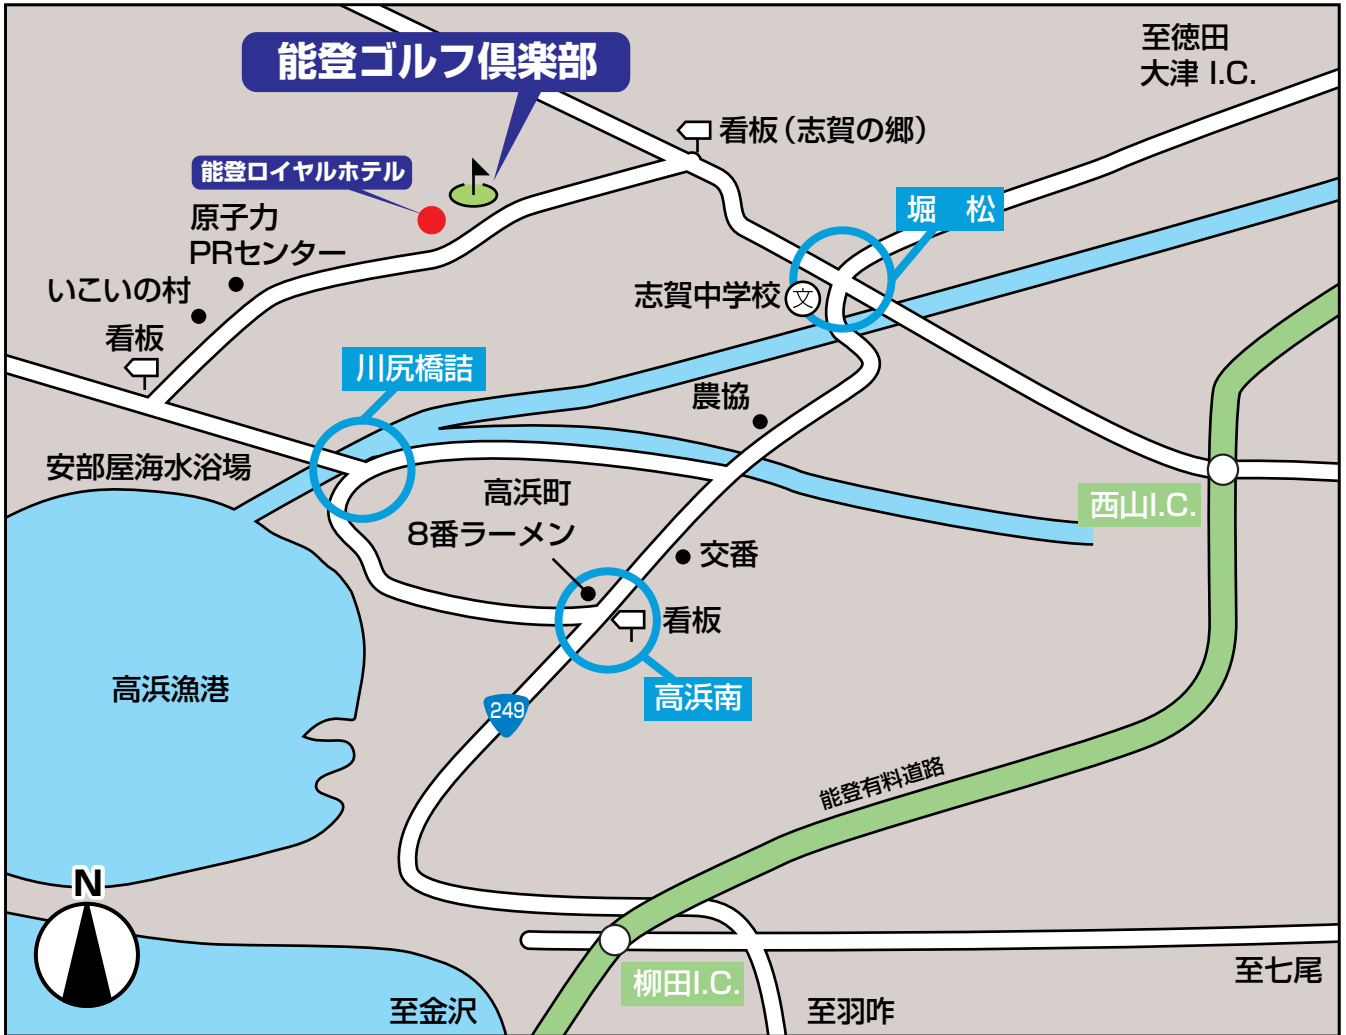 至徳田
大津 I.C.
能登ゴルフ倶楽部
看板（志賀の郷）
能登ロイヤルホテル
原子力
PRセンター
堀　松
いこいの村
志賀中学校
文
看板
川尻橋詰
農協
安部屋海水浴場
高浜町
8番ラーメン
西山I.C.
交番
看板
高浜漁港
高浜南
249
能登有料道路
N
柳田I.C.
至七尾
至金沢
至羽咋